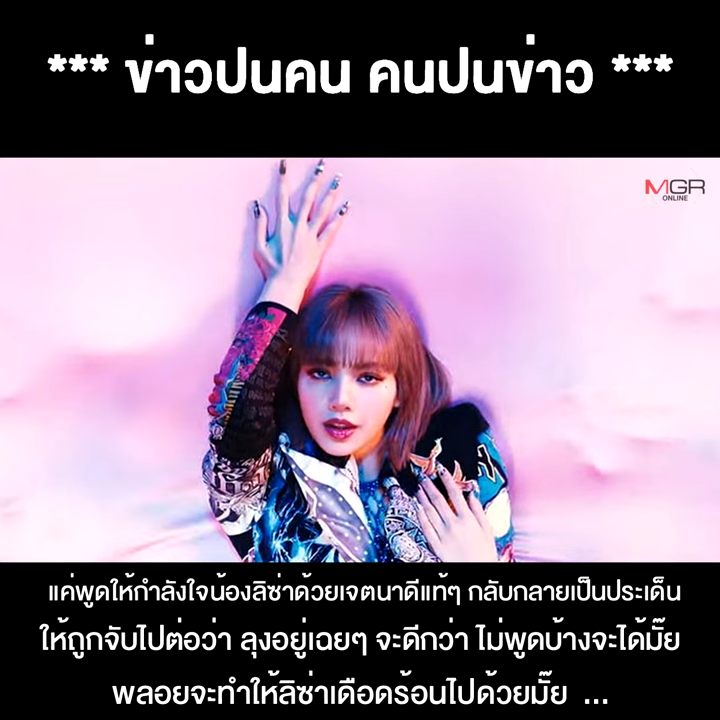 *** ข่าวปนคน คนปนข่าว ***
MGR
ONLINE
แค่พูดให้กำลังใจน้องลิซ่าด้วยเจตนาดีแท้ๆ กลับกลายเป็นประเด็น
ให้ถูกจับไปต่อว่า ลุงอยู่เฉยๆ จะดีกว่า ไม่พูดบ้างจะได้มั๊ย
พลอยจะทำให้ลิซ่าเดือดร้อนไปด้วยมั๊ย ...